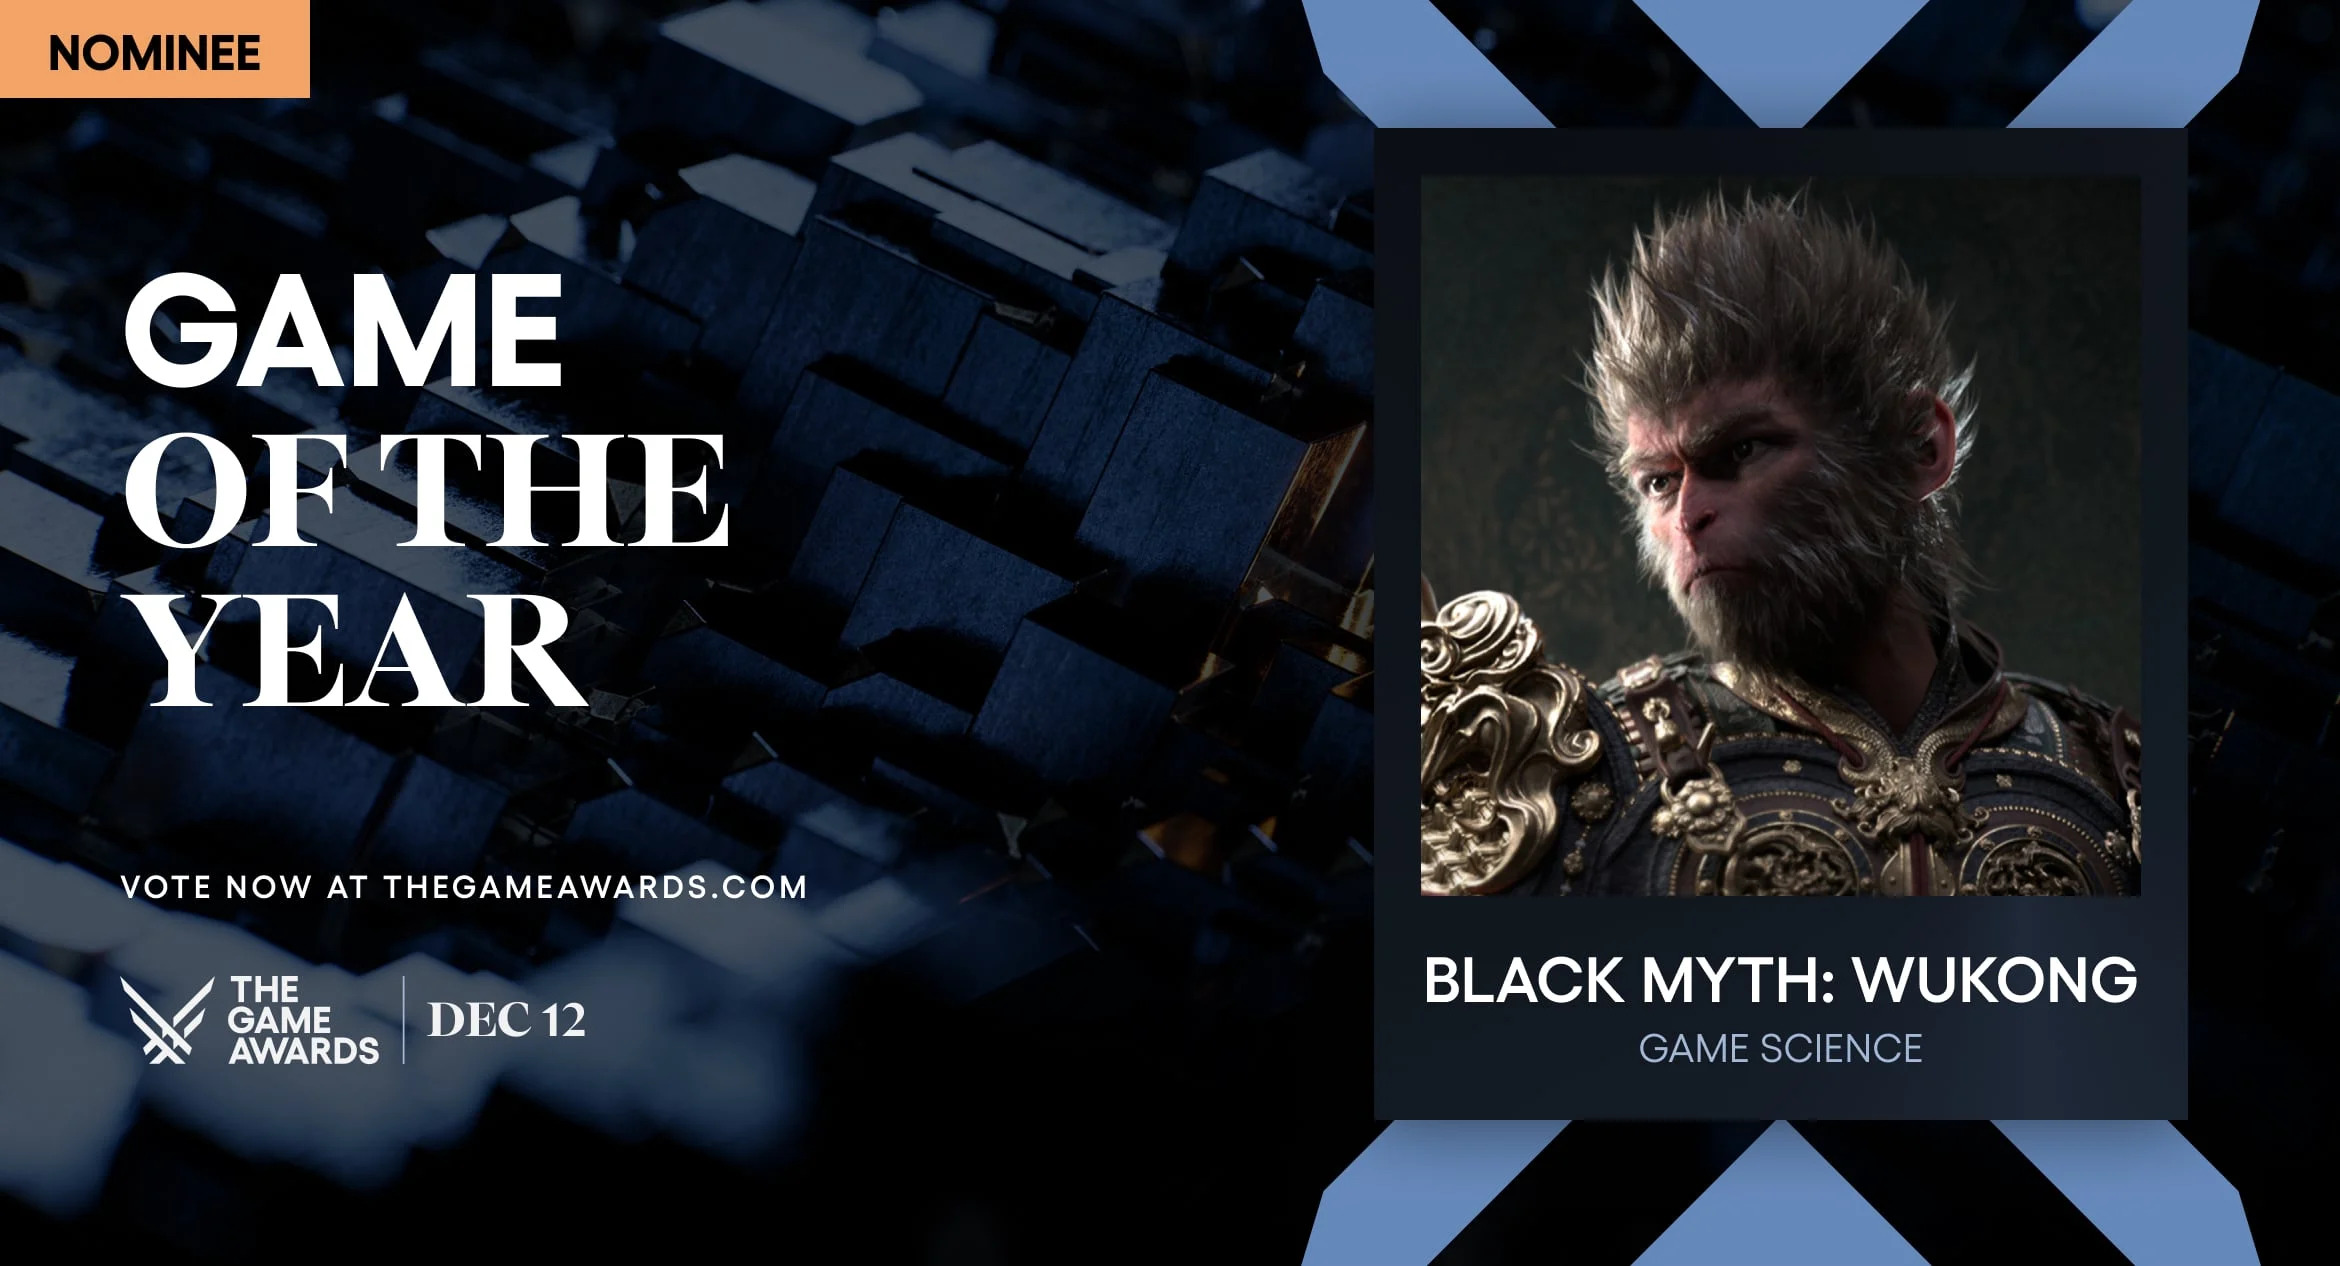 NOMINEE
GAME
OF THE
YEAR
VOTE NOW AT THEGAMEAWARDS.COM
THE
GAME
AWARDS
DEC 12
BLACK MYTH: WUKONG
GAME SCIENCE